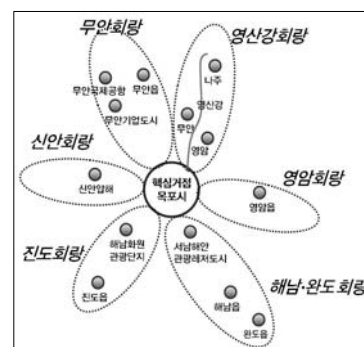 무안회랑
영산강회랑
나주
무안국제공항
무안읍
영산강
무안기업도시
무안
영암
신안회랑
핵심거점
목포시
영암회랑
신안압해
영암읍
해남화원
관광단지
서남해안
관광레저도시
진도회랑
진도읍
해남읍
해남·완도회랑
완도읍